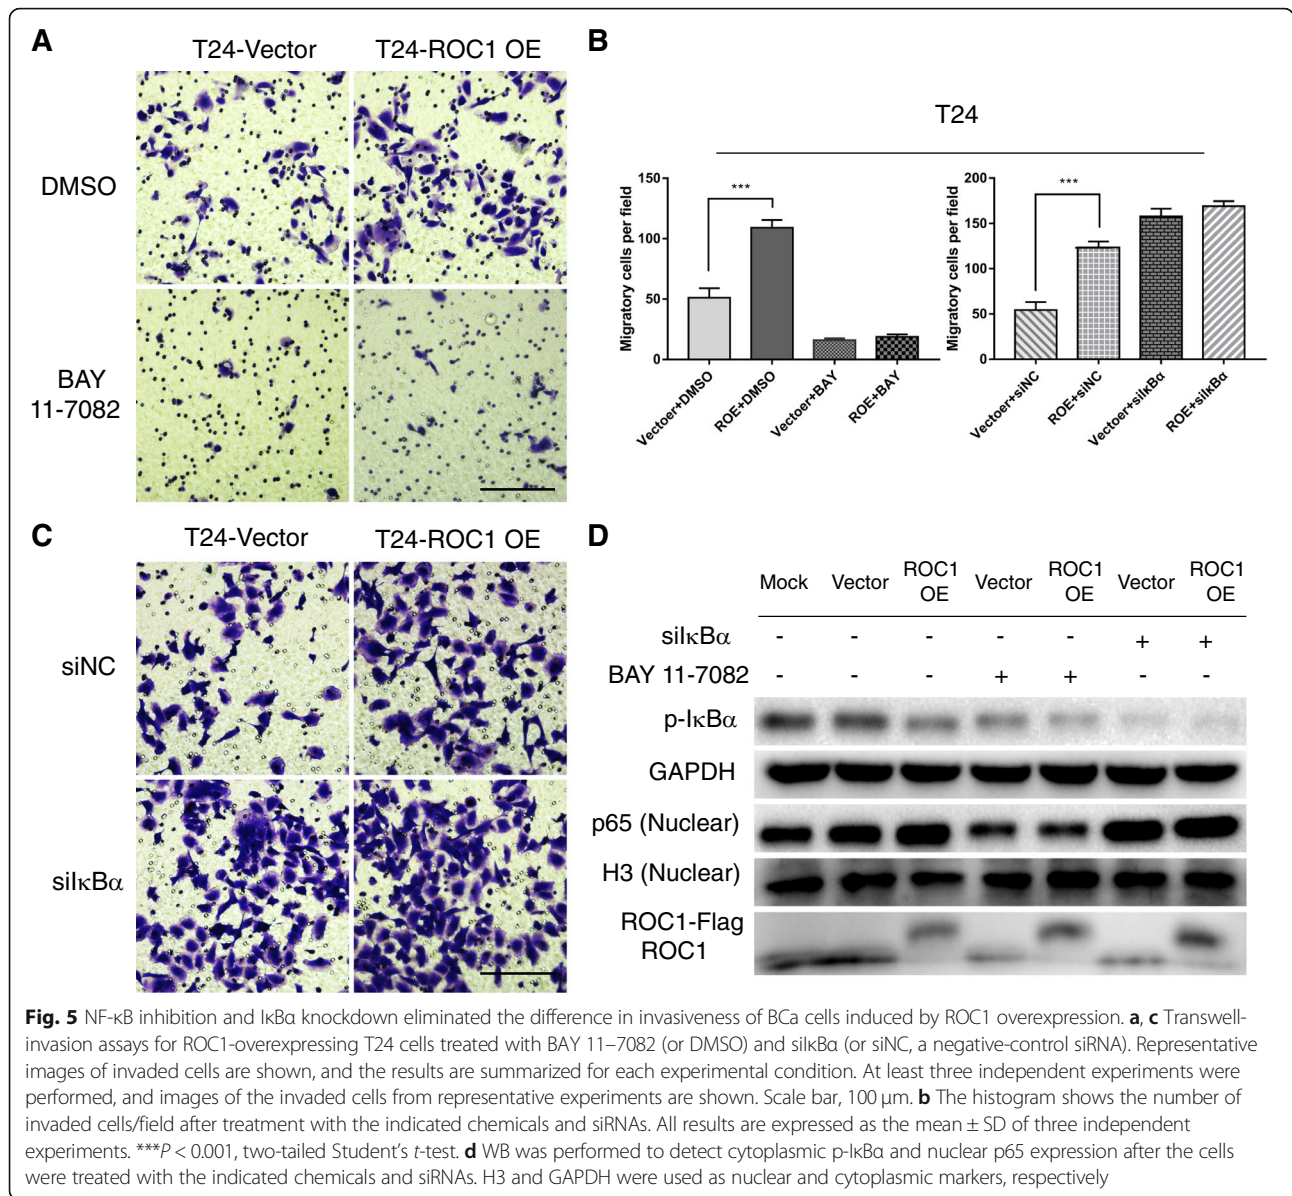 A
T24-Vector
T24-ROC1 OE
DMSO
BAY
11-7082
B
T24
Migratory cells per field
150
100
50
0
***
Vectoer+DMSO
ROE+DMSO
Vectoer+BAY
ROE+BAY
Migratory cells per field
200
150
100
50
0
***
Vectoer+siNC
ROE+siNC
Vectoer+siIκBα
ROE+siIκBα
C
T24-Vector
T24-ROC1 OE
siNC
siIκBα
D
Mock Vector ROC1 OE Vector ROC1 OE Vector ROC1 OE
siIκBα - - - - - + +
BAY 11-7082 - - - + + - -
p-IκBα
GAPDH
p65 (Nuclear)
H3 (Nuclear)
ROC1-Flag
ROC1
Fig. 5 NF-κB inhibition and IκBα knockdown eliminated the difference in invasiveness of BCa cells induced by ROC1 overexpression. a, c Transwell-
invasion assays for ROC1-overexpressing T24 cells treated with BAY 11–7082 (or DMSO) and siIκBα (or siNC, a negative-control siRNA). Representative
images of invaded cells are shown, and the results are summarized for each experimental condition. At least three independent experiments were
performed, and images of the invaded cells from representative experiments are shown. Scale bar, 100 μm. b The histogram shows the number of
invaded cells/field after treatment with the indicated chemicals and siRNAs. All results are expressed as the mean ± SD of three independent
experiments. ***P < 0.001, two-tailed Student's t-test. d WB was performed to detect cytoplasmic p-IκBα and nuclear p65 expression after the cells
were treated with the indicated chemicals and siRNAs. H3 and GAPDH were used as nuclear and cytoplasmic markers, respectively